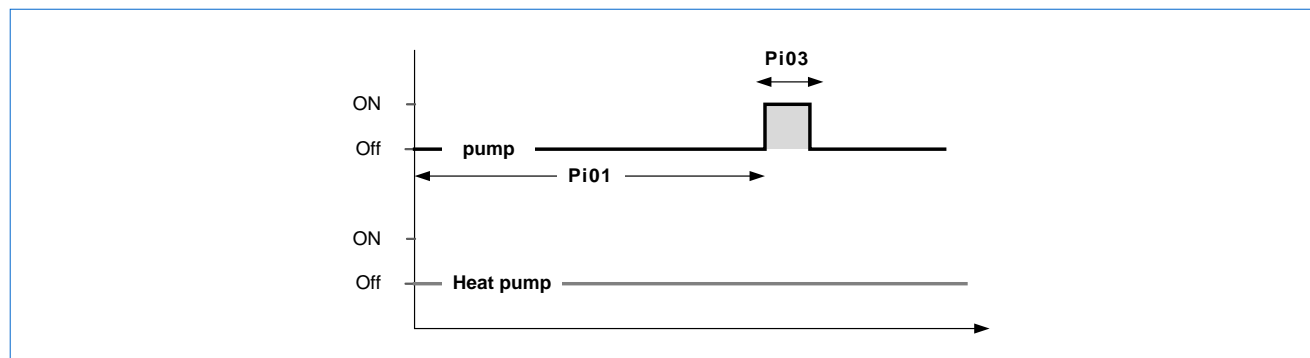 Pi03
ON
Off
pump
Pi01
ON
Off
Heat pump